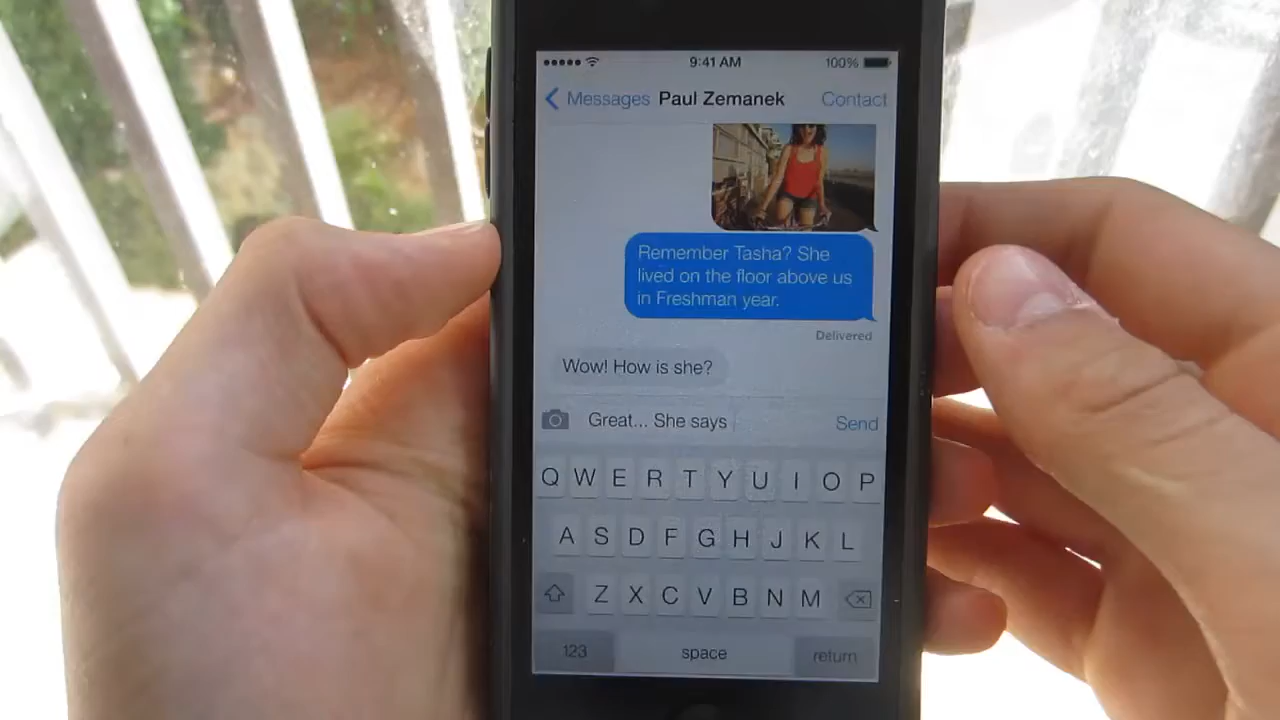 9:41 AM 100%
Messages Paul Zemanek Contact
Remember Tasha? She
lived on the floor above us
in Freshman year.
Delivered
Wow! How is she?
Great... She says Send
Q W E R T Y U I O P
A S D F G H J K L
Z X C V B N M
123 space return